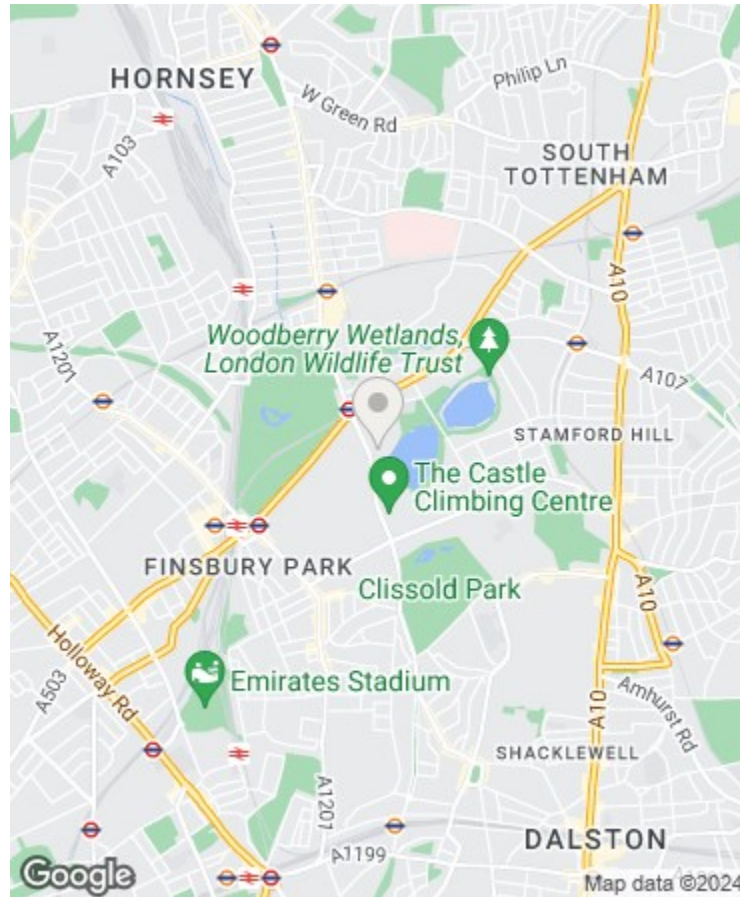 HORNSEY
Philip Ln
W Green Rd
A103
SOUTH
TOTTENHAM
A10
Woodberry Wetlands,
London Wildlife Trust
A1201
A107
STAMFORD HILL
The Castle
Climbing Centre
FINSBURY PARK
Clissold Park
A10
Holloway Rd
Emirates Stadium
A503
A10
Amhurst Rd
SHACKLEWELL
A1201
DALSTON
A1199
Google
Map data ©2024